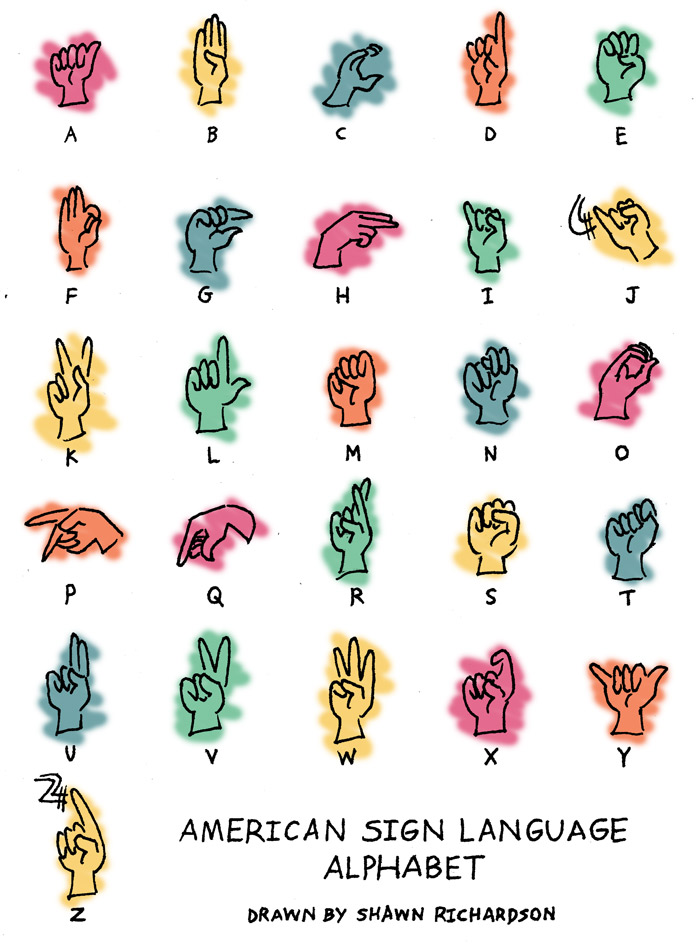 A B C D E
F G H I J
K L M N O
P Q R S T
U V W X Y
Z
AMERICAN SIGN LANGUAGE
ALPHABET
DRAWN BY SHAWN RICHARDSON